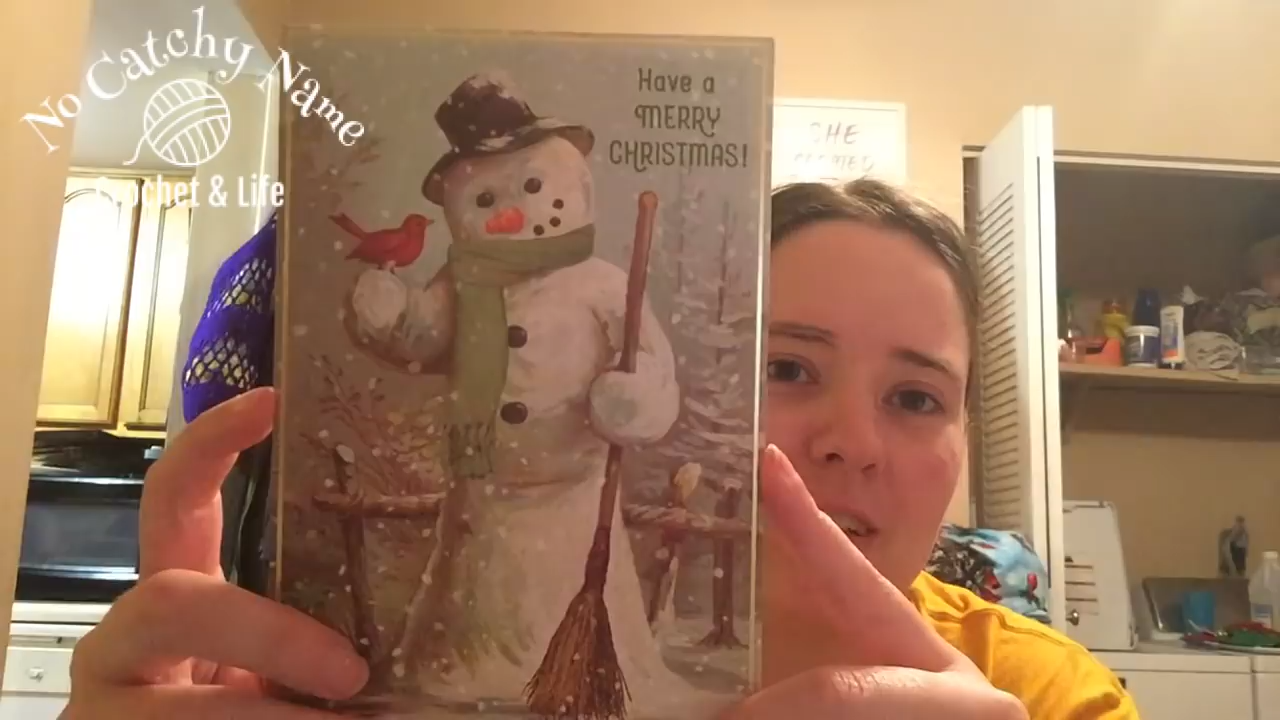 No Catchy Name
Crochet & Life
Have a
MERRY
CHRISTMAS!
SHE